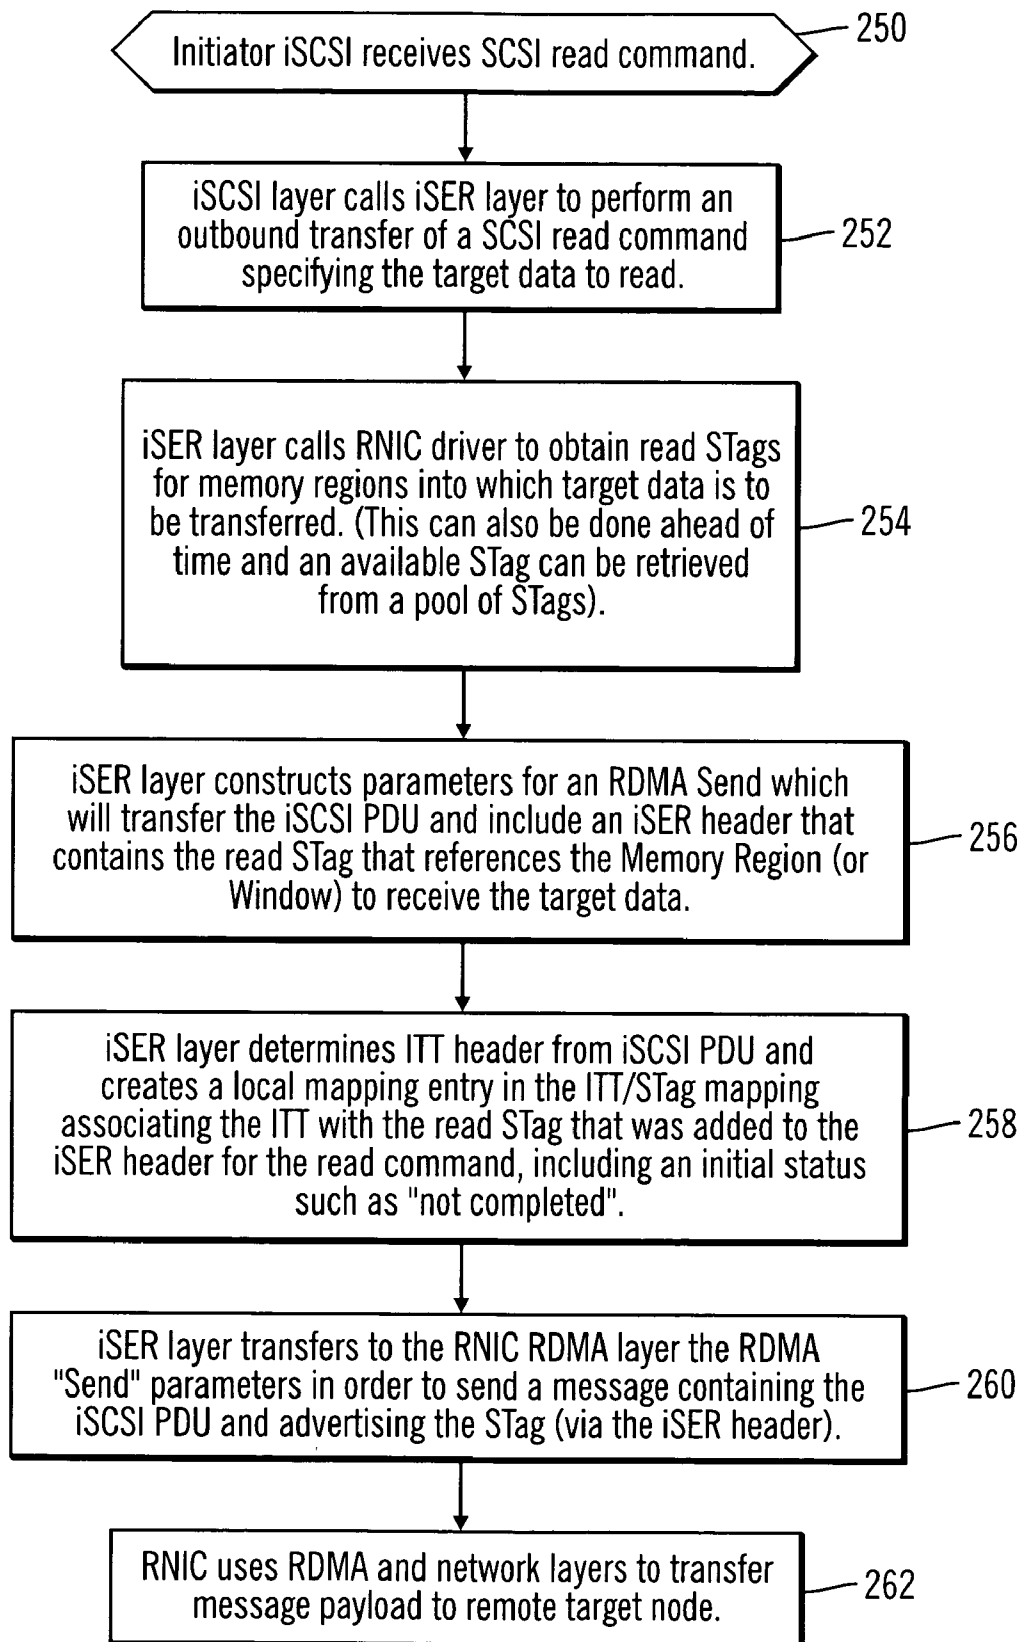 Initiator iSCSI receives SCSI read command.
250
iSCSI layer calls iSER layer to perform an
outbound transfer of a SCSI read command
specifying the target data to read.
252
iSER layer calls RNIC driver to obtain read STags
for memory regions into which target data is to
be transferred. (This can also be done ahead of
time and an available STag can be retrieved
from a pool of STags).
254
iSER layer constructs parameters for an RDMA Send which
will transfer the iSCSI PDU and include an iSER header that
contains the read STag that references the Memory Region (or
Window) to receive the target data.
256
iSER layer determines ITT header from iSCSI PDU and
creates a local mapping entry in the ITT/STag mapping
associating the ITT with the read STag that was added to the
iSER header for the read command, including an initial status
such as "not completed".
258
iSER layer transfers to the RNIC RDMA layer the RDMA
"Send" parameters in order to send a message containing the
iSCSI PDU and advertising the STag (via the iSER header).
260
RNIC uses RDMA and network layers to transfer
message payload to remote target node.
262